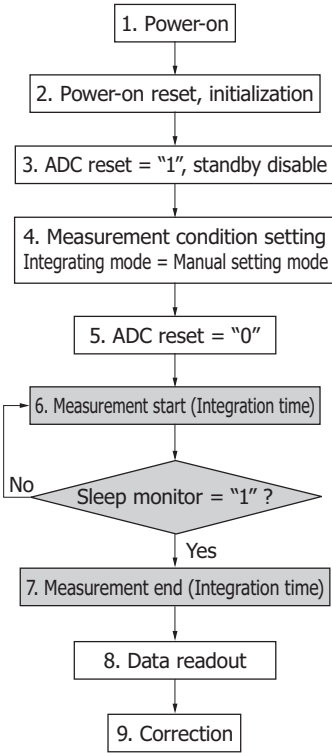 1. Power-on
2. Power-on reset, initialization
3. ADC reset = “1”, standby disable
4. Measurement condition setting
Integrating mode = Manual setting mode
5. ADC reset = “0”
6. Measurement start (Integration time)
No
Sleep monitor = “1” ?
Yes
7. Measurement end (Integration time)
8. Data readout
9. Correction